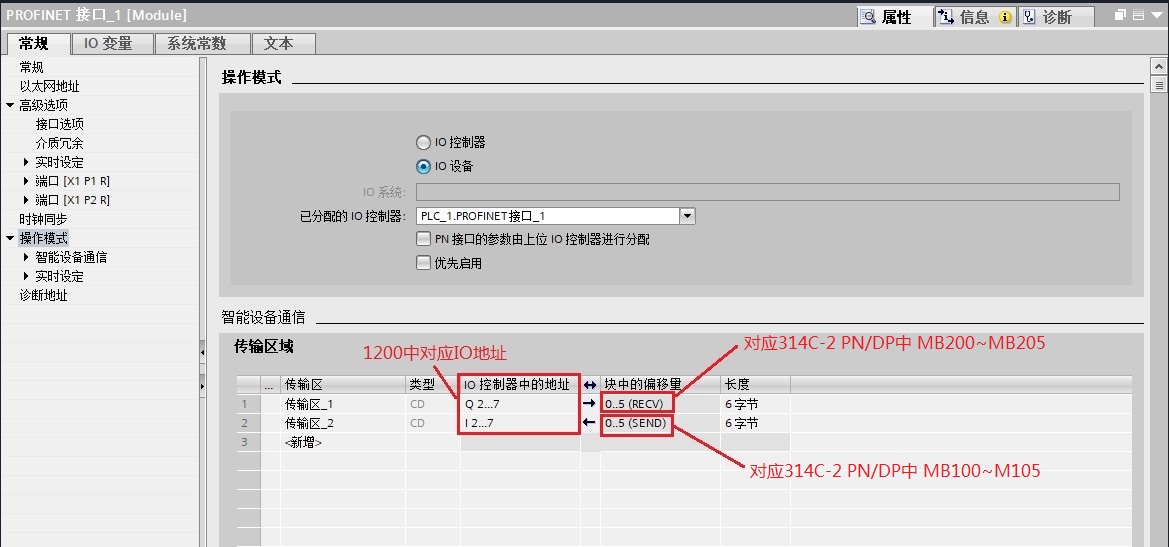 PROFINET 接口_1 [Module]
属性
信息
诊断
常规
IO 变量
系统常数
文本
常规
以太网地址
高级选项
接口选项
介质冗余
实时设定
端口 [X1 P1 R]
端口 [X1 P2 R]
时钟同步
操作模式
智能设备通信
实时设定
诊断地址
操作模式
IO 控制器
IO 设备
IO 系统:
已分配的 IO 控制器: PLC_1.PROFINET接口_1
PN 接口的参数由上位 IO 控制器进行分配
优先启用
智能设备通信
传输区域
1200中对应IO地址
对应314C-2 PN/DP中 MB200~MB205
... 传输区 类型 IO 控制器中的地址 ↔ 块中的偏移量 长度
1 传输区_1 CD Q 2...7 → 0..5 (RECV) 6 字节
2 传输区_2 CD I 2...7 ← 0..5 (SEND) 6 字节
3 <新增>
对应314C-2 PN/DP中 MB100~M105